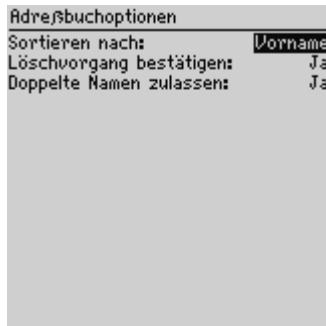 Adreßbuchoptionen
Sortieren nach: Vorname
Löschvorgang bestätigen: Ja
Doppelte Namen zulassen: Ja